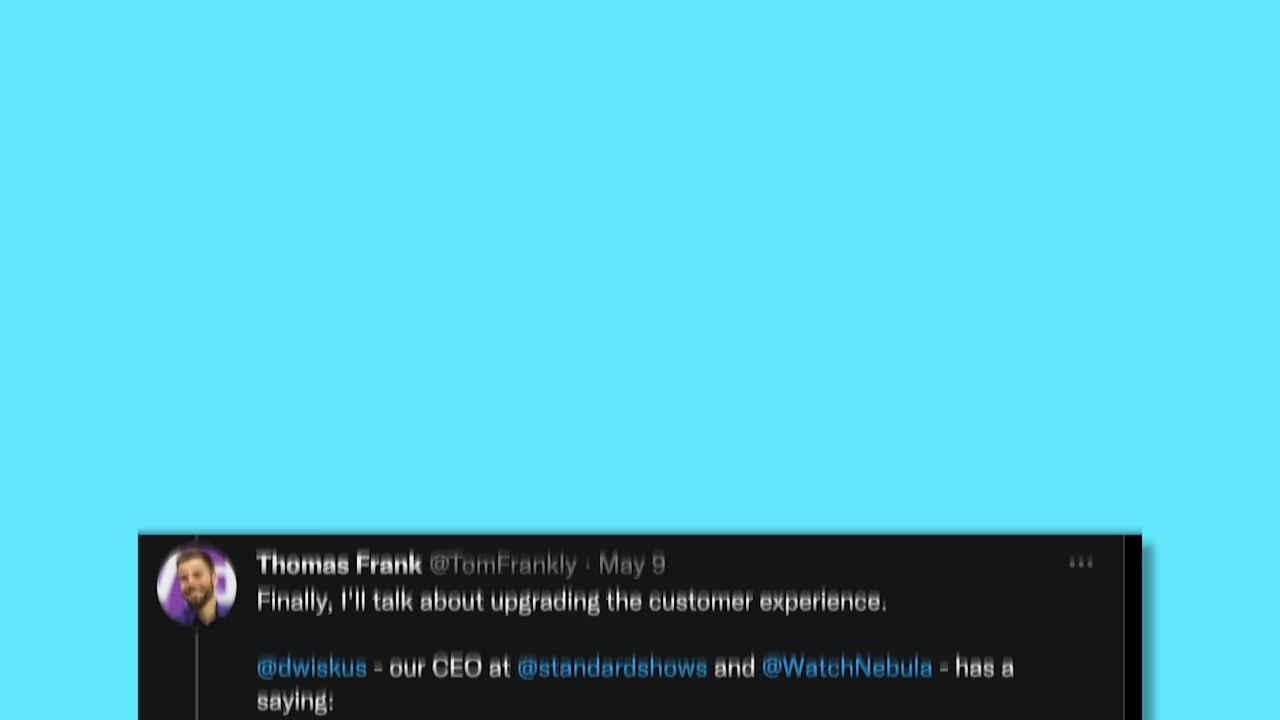 Thomas Frank @TomFrankly · May 9
Finally, I'll talk about upgrading the customer experience.
@dwiskus - our CEO at @standardshows and @WatchNebula - has a
saying: